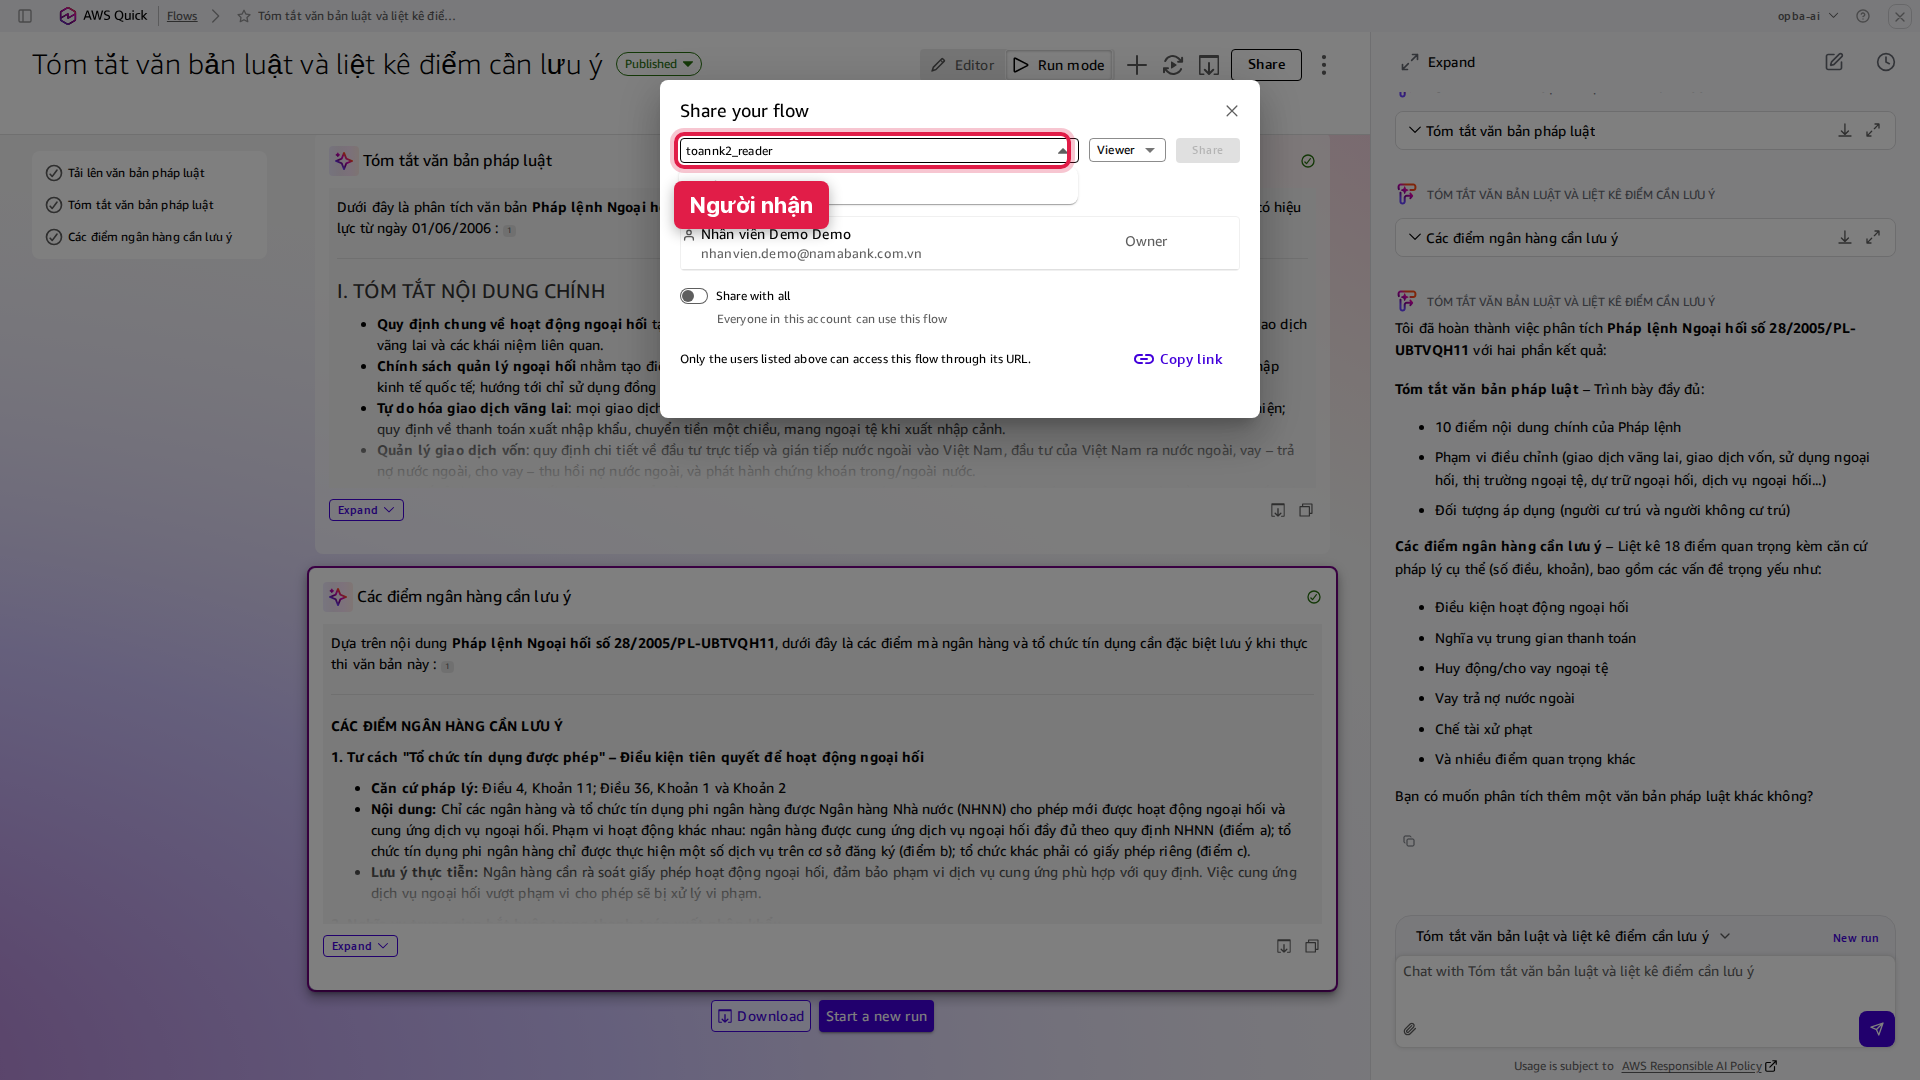 AWS Quick
Flows
Tóm tắt văn bản luật và liệt kê điể...
opba-ai
Tóm tắt văn bản luật và liệt kê điểm cần lưu ý
Published
Editor
Run mode
Share
Tải lên văn bản pháp luật
Tóm tắt văn bản pháp luật
Các điểm ngân hàng cần lưu ý
Share your flow
toannk2_reader
Viewer
Share
Người nhận
Nhân viên Demo Demo
nhanvien.demo@namabank.com.vn
Owner
Share with all
Everyone in this account can use this flow
Only the users listed above can access this flow through its URL.
Copy link
Tóm tắt văn bản pháp luật
Dưới đây là phân tích văn bản Pháp lệnh Ngoại
có hiệu
lực từ ngày 01/06/2006 : 1
I. TÓM TẮT NỘI DUNG CHÍNH
Quy định chung về hoạt động ngoại hối
giao dịch
vãng lai và các khái niệm liên quan.
Chính sách quản lý ngoại hối nhằm tạo
kinh tế quốc tế; hướng tới chỉ sử dụng đồng
Tự do hóa giao dịch vãng lai: mọi giao dịch
quy định về thanh toán xuất nhập khẩu, chuyển tiền một chiều, mang ngoại tệ khi xuất nhập cảnh.
Quản lý giao dịch vốn: quy định chi tiết về đầu tư trực tiếp và gián tiếp nước ngoài vào Việt Nam, đầu tư của Việt Nam ra nước ngoài, vay – trả
nợ nước ngoài, cho vay – thu hồi nợ nước ngoài, và phát hành chứng khoán trong/ngoài nước.
Expand
Các điểm ngân hàng cần lưu ý
Dựa trên nội dung Pháp lệnh Ngoại hối số 28/2005/PL-UBTVQH11, dưới đây là các điểm mà ngân hàng và tổ chức tín dụng cần đặc biệt lưu ý khi thực
thi văn bản này : 1
CÁC ĐIỂM NGÂN HÀNG CẦN LƯU Ý
1. Tư cách "Tổ chức tín dụng được phép" – Điều kiện tiên quyết để hoạt động ngoại hối
Căn cứ pháp lý: Điều 4, Khoản 11; Điều 36, Khoản 1 và Khoản 2
Nội dung: Chỉ các ngân hàng và tổ chức tín dụng phi ngân hàng được Ngân hàng Nhà nước (NHNN) cho phép mới được hoạt động ngoại hối và
cung ứng dịch vụ ngoại hối. Phạm vi hoạt động khác nhau: ngân hàng được cung ứng dịch vụ ngoại hối đầy đủ theo quy định NHNN (điểm a); tổ
chức tín dụng phi ngân hàng chỉ được thực hiện một số dịch vụ trên cơ sở đăng ký (điểm b); tổ chức khác phải có giấy phép riêng (điểm c).
Lưu ý thực tiễn: Ngân hàng cần rà soát giấy phép hoạt động ngoại hối, đảm bảo phạm vi dịch vụ cung ứng phù hợp với quy định. Việc cung ứng
dịch vụ ngoại hối vượt phạm vi cho phép sẽ bị xử lý vi phạm.
Expand
Download
Start a new run
Expand
Tóm tắt văn bản pháp luật
TÓM TẮT VĂN BẢN LUẬT VÀ LIỆT KÊ ĐIỂM CẦN LƯU Ý
Các điểm ngân hàng cần lưu ý
TÓM TẮT VĂN BẢN LUẬT VÀ LIỆT KÊ ĐIỂM CẦN LƯU Ý
Tôi đã hoàn thành việc phân tích Pháp lệnh Ngoại hối số 28/2005/PL-
UBTVQH11 với hai phần kết quả:
Tóm tắt văn bản pháp luật – Trình bày đầy đủ:
10 điểm nội dung chính của Pháp lệnh
Phạm vi điều chỉnh (giao dịch vãng lai, giao dịch vốn, sử dụng ngoại
hối, thị trường ngoại tệ, dự trữ ngoại hối, dịch vụ ngoại hối...)
Đối tượng áp dụng (người cư trú và người không cư trú)
Các điểm ngân hàng cần lưu ý – Liệt kê 18 điểm quan trọng kèm căn cứ
pháp lý cụ thể (số điều, khoản), bao gồm các vấn đề trọng yếu như:
Điều kiện hoạt động ngoại hối
Nghĩa vụ trung gian thanh toán
Huy động/cho vay ngoại tệ
Vay trả nợ nước ngoài
Chế tài xử phạt
Và nhiều điểm quan trọng khác
Bạn có muốn phân tích thêm một văn bản pháp luật khác không?
Tóm tắt văn bản luật và liệt kê điểm cần lưu ý
New run
Chat with Tóm tắt văn bản luật và liệt kê điểm cần lưu ý
Usage is subject to AWS Responsible AI Policy